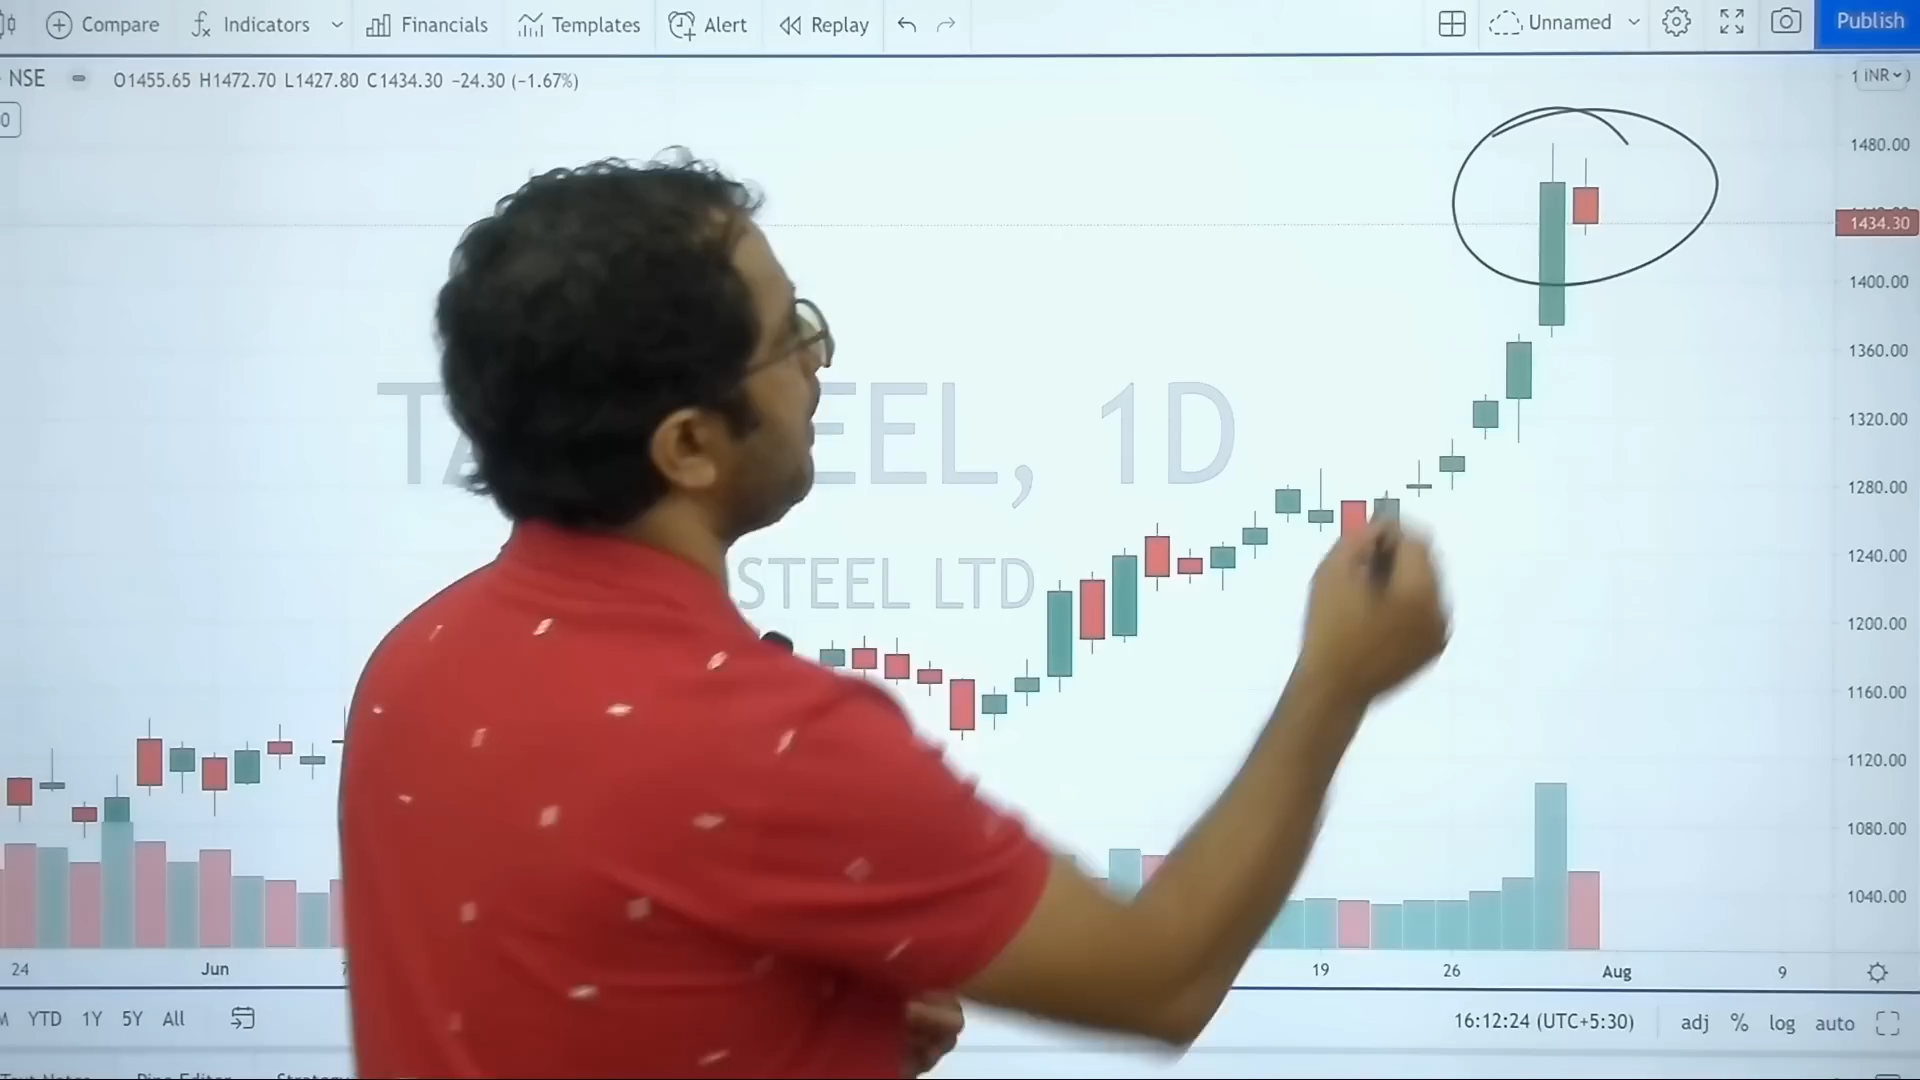 Compare Indicators Financials Templates Alert Replay Unnamed Publish
NSE O1455.65 H1472.70 L1427.80 C1434.30 −24.30 (−1.67%)
1 INR
0
1480.00
1434.30
1400.00
1360.00
1320.00
EEL, 1D
1280.00
1240.00
STEEL LTD
1200.00
1160.00
1120.00
1080.00
1040.00
24 Jun 7 19 26 Aug 9
YTD 1Y 5Y All 16:12:24 (UTC+5:30) adj % log auto